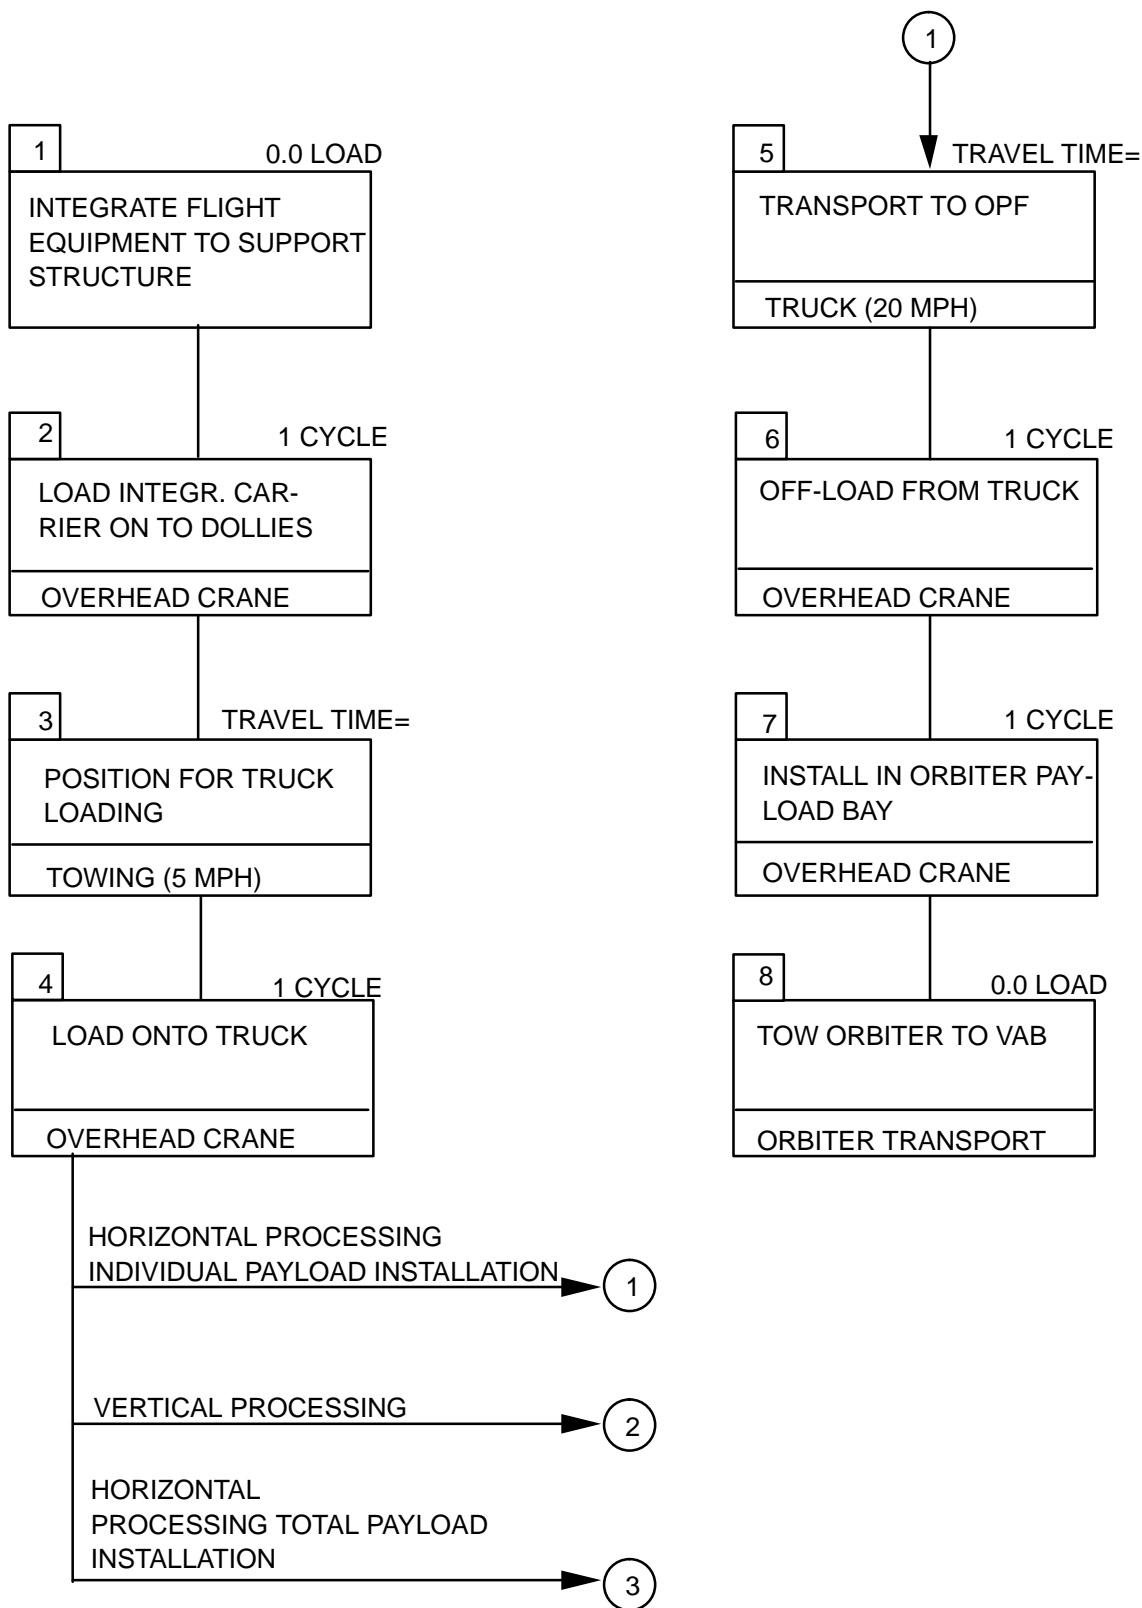 1
0.0 LOAD
INTEGRATE FLIGHT
EQUIPMENT TO SUPPORT
STRUCTURE
2
1 CYCLE
LOAD INTEGR. CAR-
RIER ON TO DOLLIES
OVERHEAD CRANE
3
TRAVEL TIME=
POSITION FOR TRUCK
LOADING
TOWING (5 MPH)
4
1 CYCLE
LOAD ONTO TRUCK
OVERHEAD CRANE
HORIZONTAL PROCESSING
INDIVIDUAL PAYLOAD INSTALLATION
1
VERTICAL PROCESSING
2
HORIZONTAL
PROCESSING TOTAL PAYLOAD
INSTALLATION
3
1
5
TRAVEL TIME=
TRANSPORT TO OPF
TRUCK (20 MPH)
6
1 CYCLE
OFF-LOAD FROM TRUCK
OVERHEAD CRANE
7
1 CYCLE
INSTALL IN ORBITER PAY-
LOAD BAY
OVERHEAD CRANE
8
0.0 LOAD
TOW ORBITER TO VAB
ORBITER TRANSPORT